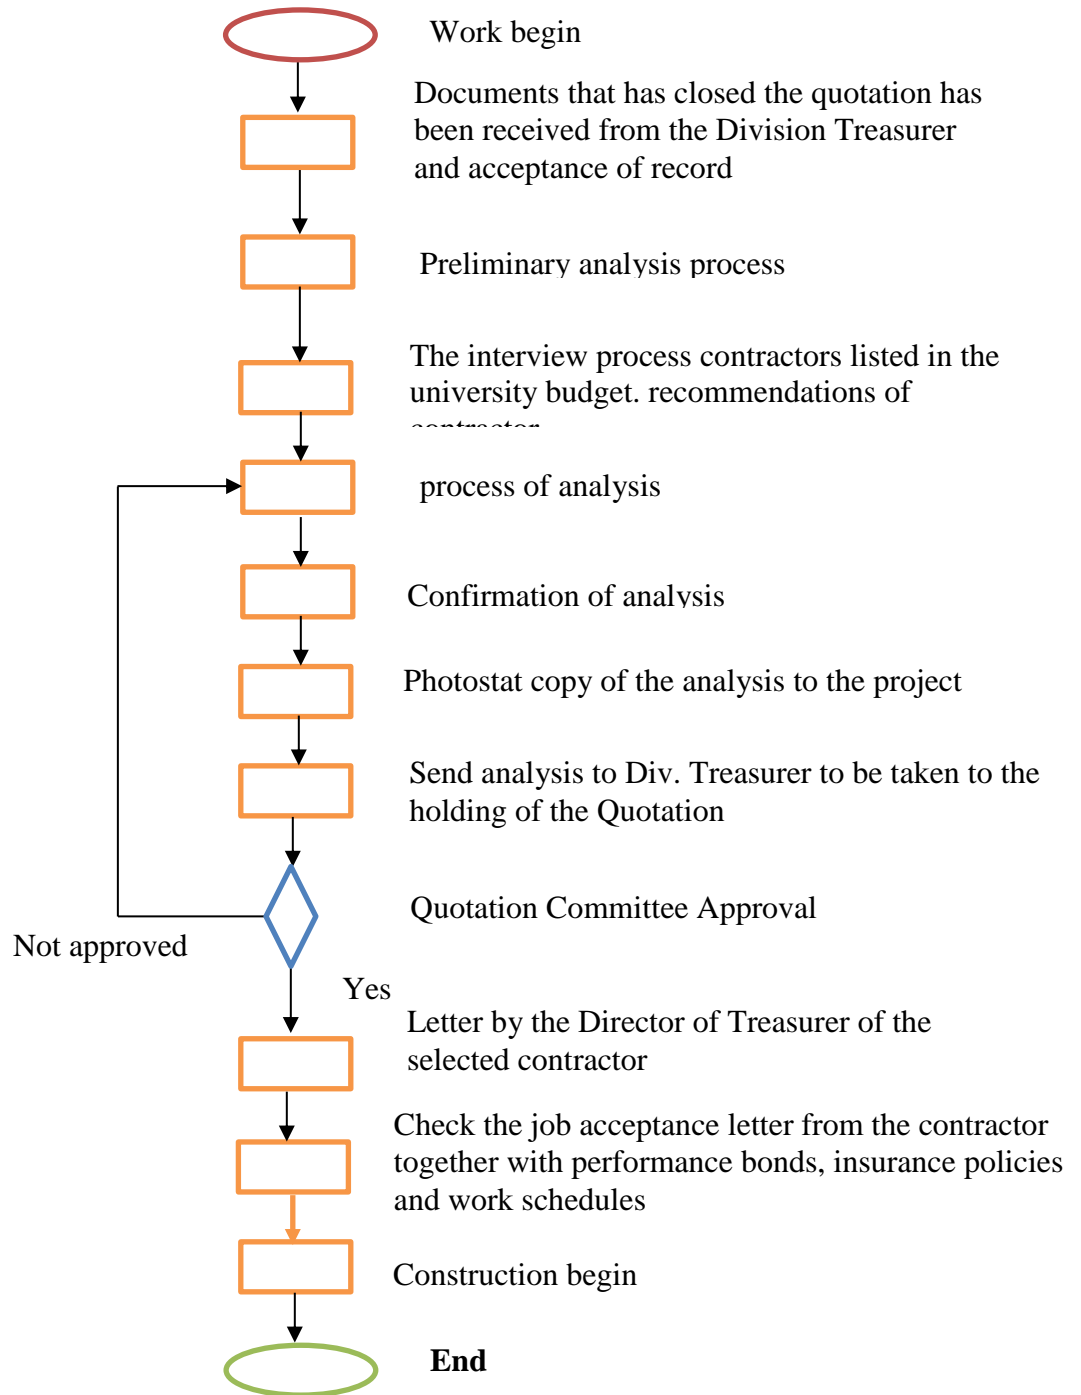 Work begin
Documents that has closed the quotation has
been received from the Division Treasurer
and acceptance of record
Preliminary analysis process
The interview process contractors listed in the
university budget. recommendations of
contractor
process of analysis
Confirmation of analysis
Photostat copy of the analysis to the project
Send analysis to Div. Treasurer to be taken to the
holding of the Quotation
Quotation Committee Approval
Not approved
Yes
Letter by the Director of Treasurer of the
selected contractor
Check the job acceptance letter from the contractor
together with performance bonds, insurance policies
and work schedules
Construction begin
End